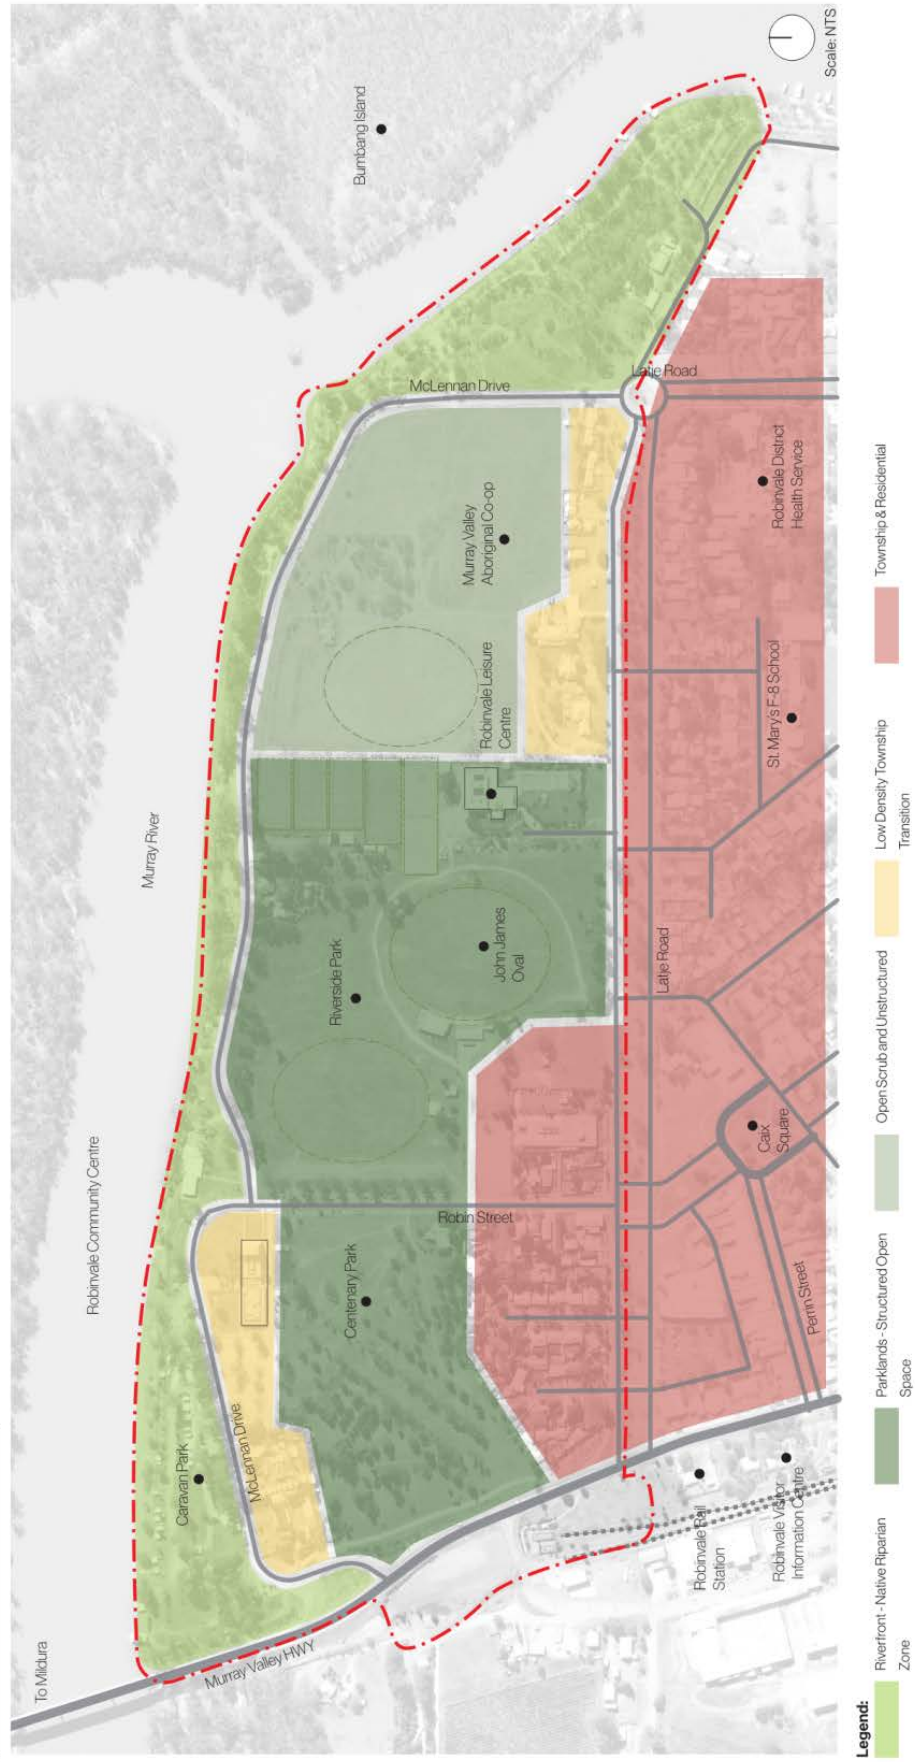 To Mildura
Murray Valley HWY
Caravan Park
McLennan Drive
Robinvale Community Centre
Murray River
Bumbang Island
Scale: NTS
Centenary Park
Robin Street
Riverside Park
John James
Oval
Robinvale Leisure
Centre
Murray Valley
Aboriginal Co-op
McLennan Drive
Latje Road
Latje Road
Robinvale Rail
Station
Robinvale Visitor
Information Centre
Perrin Street
Caix
Square
St. Mary's F-8 School
Robinvale District
Health Service
Legend:
Riverfront - Native Riparian
Zone
Parklands - Structured Open
Space
Open Scrub and Unstructured
Low Density Township
Transition
Township & Residential